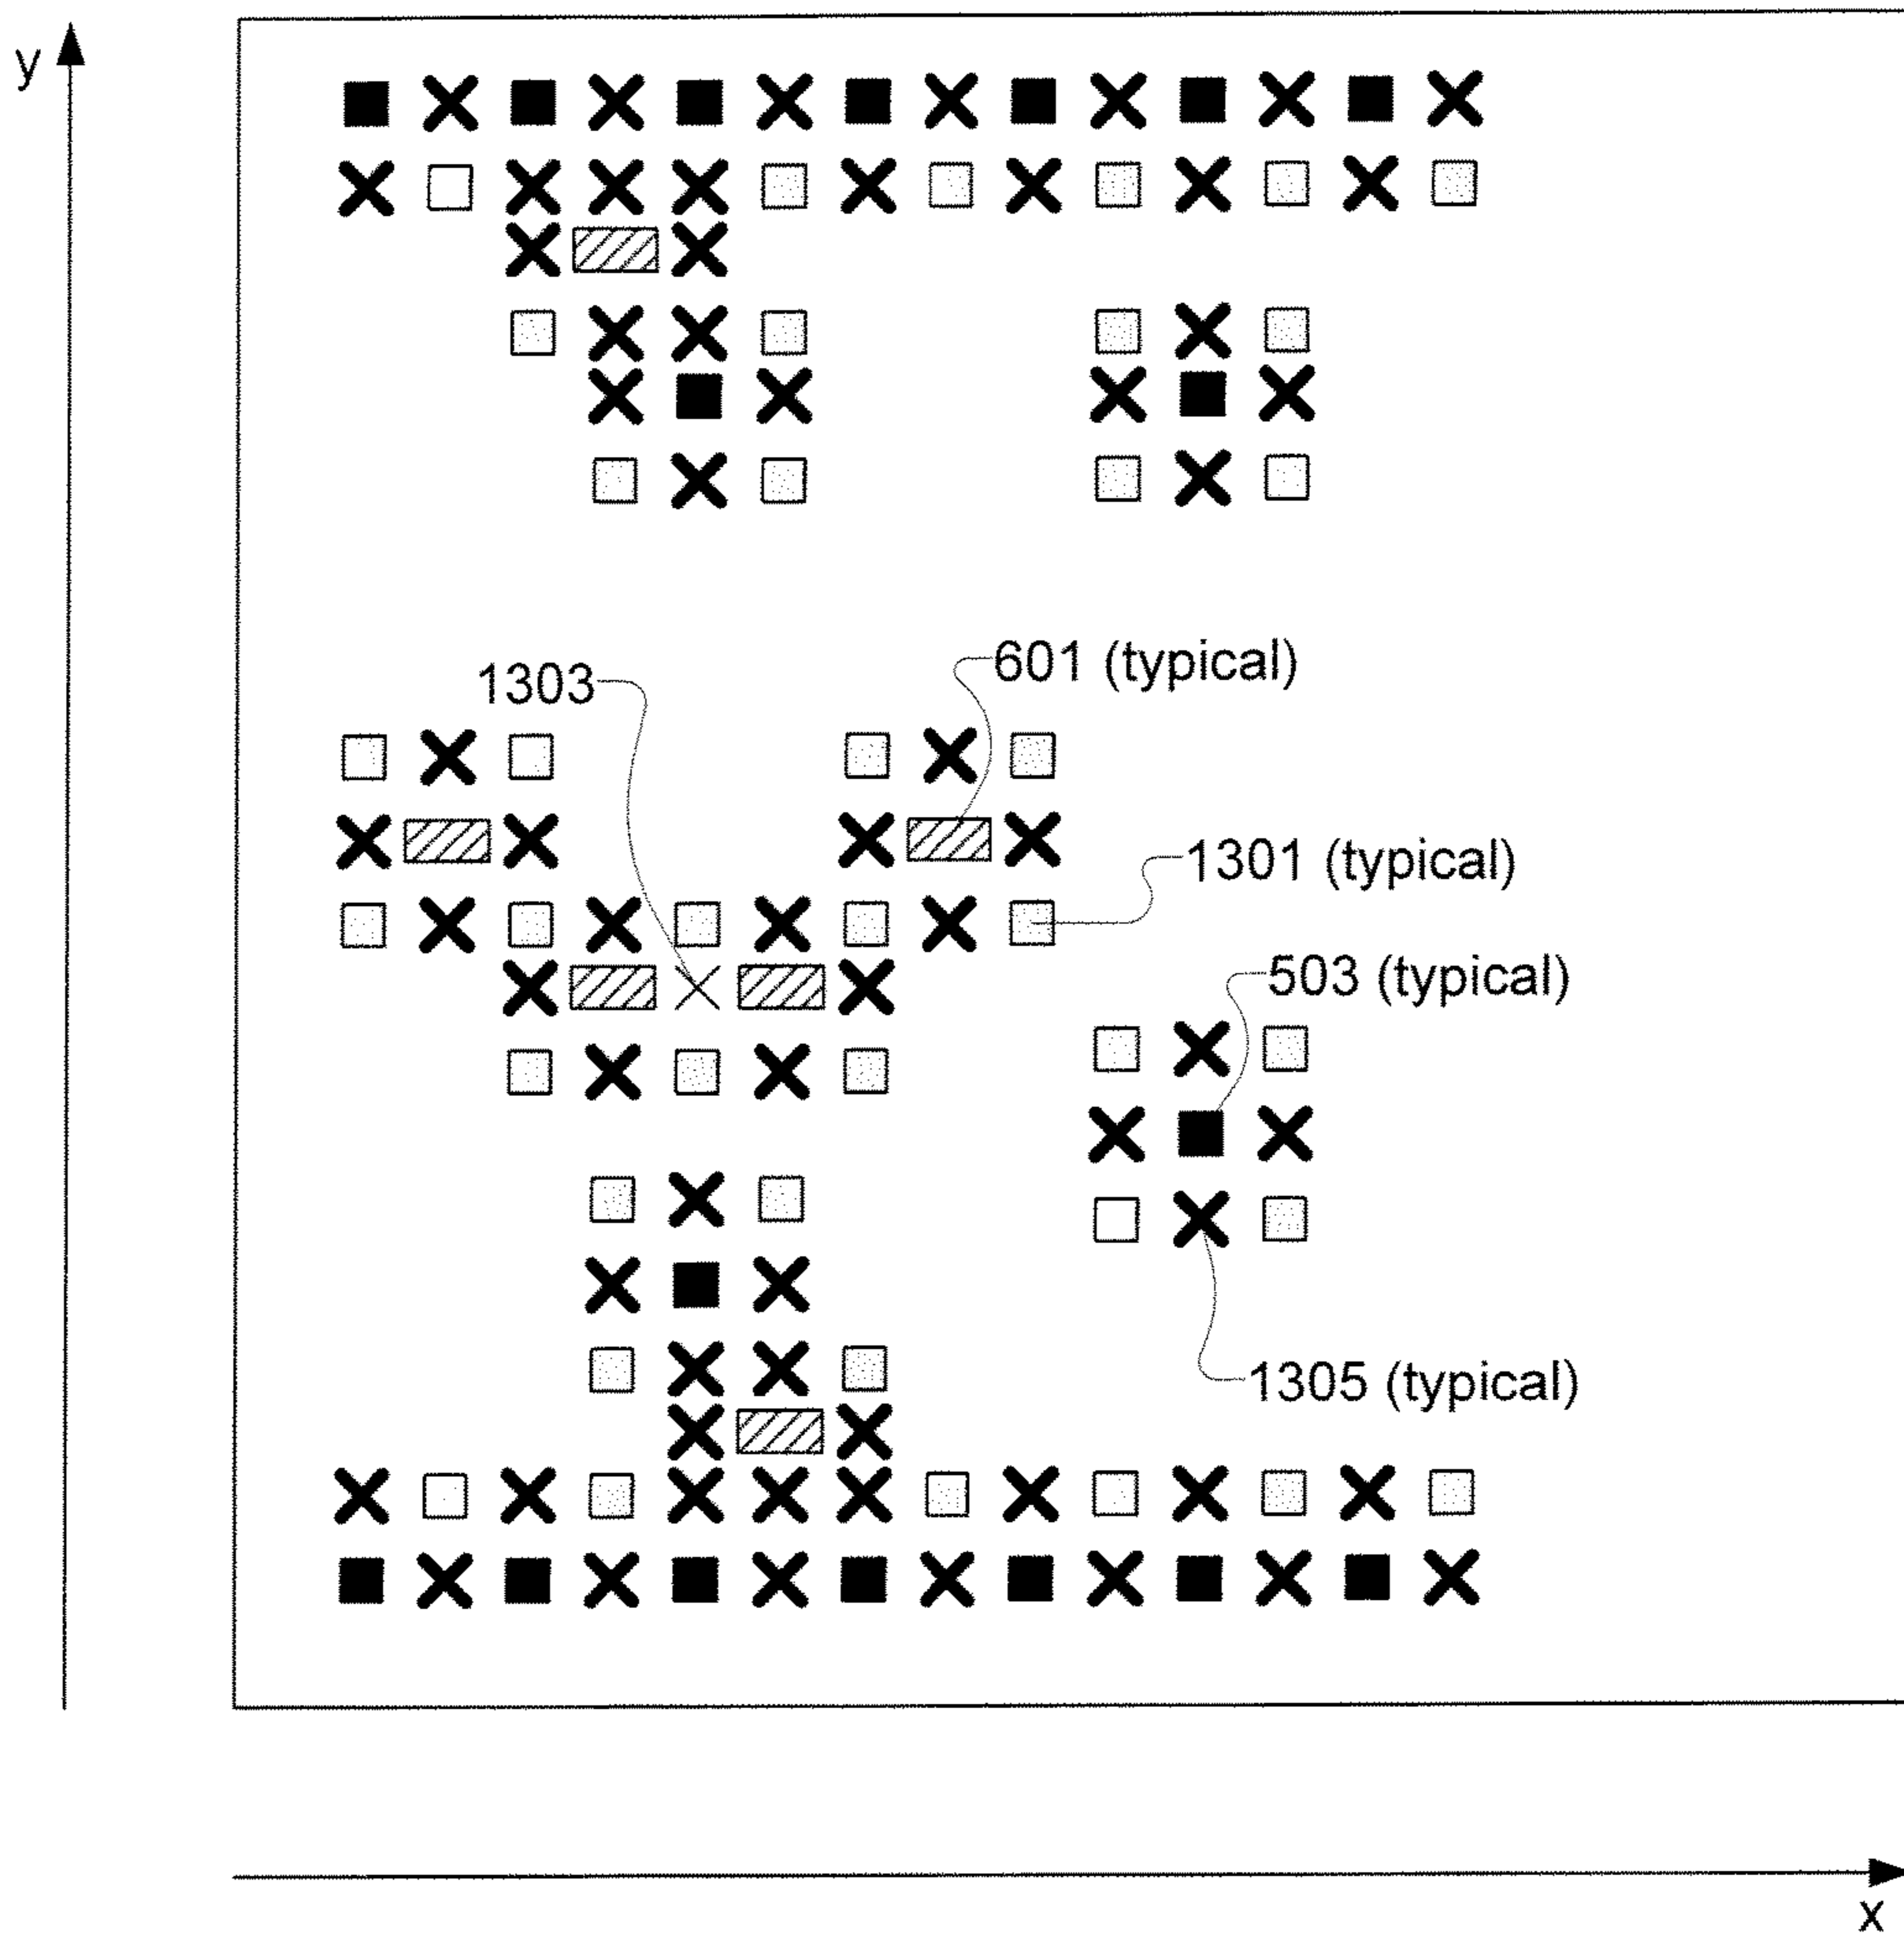 y
601 (typical)
1303
1301 (typical)
503 (typical)
1305 (typical)
x